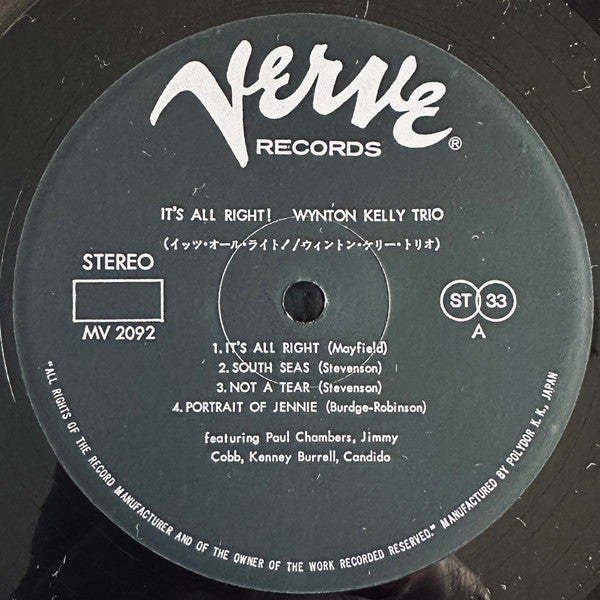 Verve
RECORDS ®
IT'S ALL RIGHT! WYNTON KELLY TRIO
(イッツ・オール・ライト!/ウィントン・ケリー・トリオ)
STEREO
MV 2092
ST 33
A
1. IT'S ALL RIGHT (Mayfield)
2. SOUTH SEAS (Stevenson)
3. NOT A TEAR (Stevenson)
4. PORTRAIT OF JENNIE (Burdge-Robinson)
featuring Paul Chambers, Jimmy
Cobb, Kenney Burrell, Candido
"ALL RIGHTS OF THE RECORD MANUFACTURER AND OF THE OWNER OF THE WORK RECORDED RESERVED." MANUFACTURED BY POLYDOR K. K., JAPAN